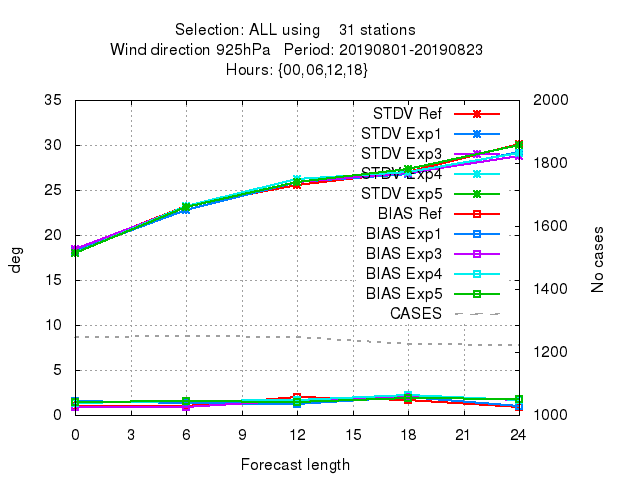 Selection: ALL using    31 stations
Wind direction 925hPa   Period: 20190801-20190823
Hours: {00,06,12,18}
35 2000
STDV Ref
30 STDV Exp1
STDV Exp3 1800
25 STDV Exp4
STDV Exp5
BIAS Ref 1600
20 BIAS Exp1
deg BIAS Exp3 No cases
15 BIAS Exp4 1400
BIAS Exp5
10 CASES
1200
5
0 1000
0 3 6 9 12 15 18 21 24
Forecast length